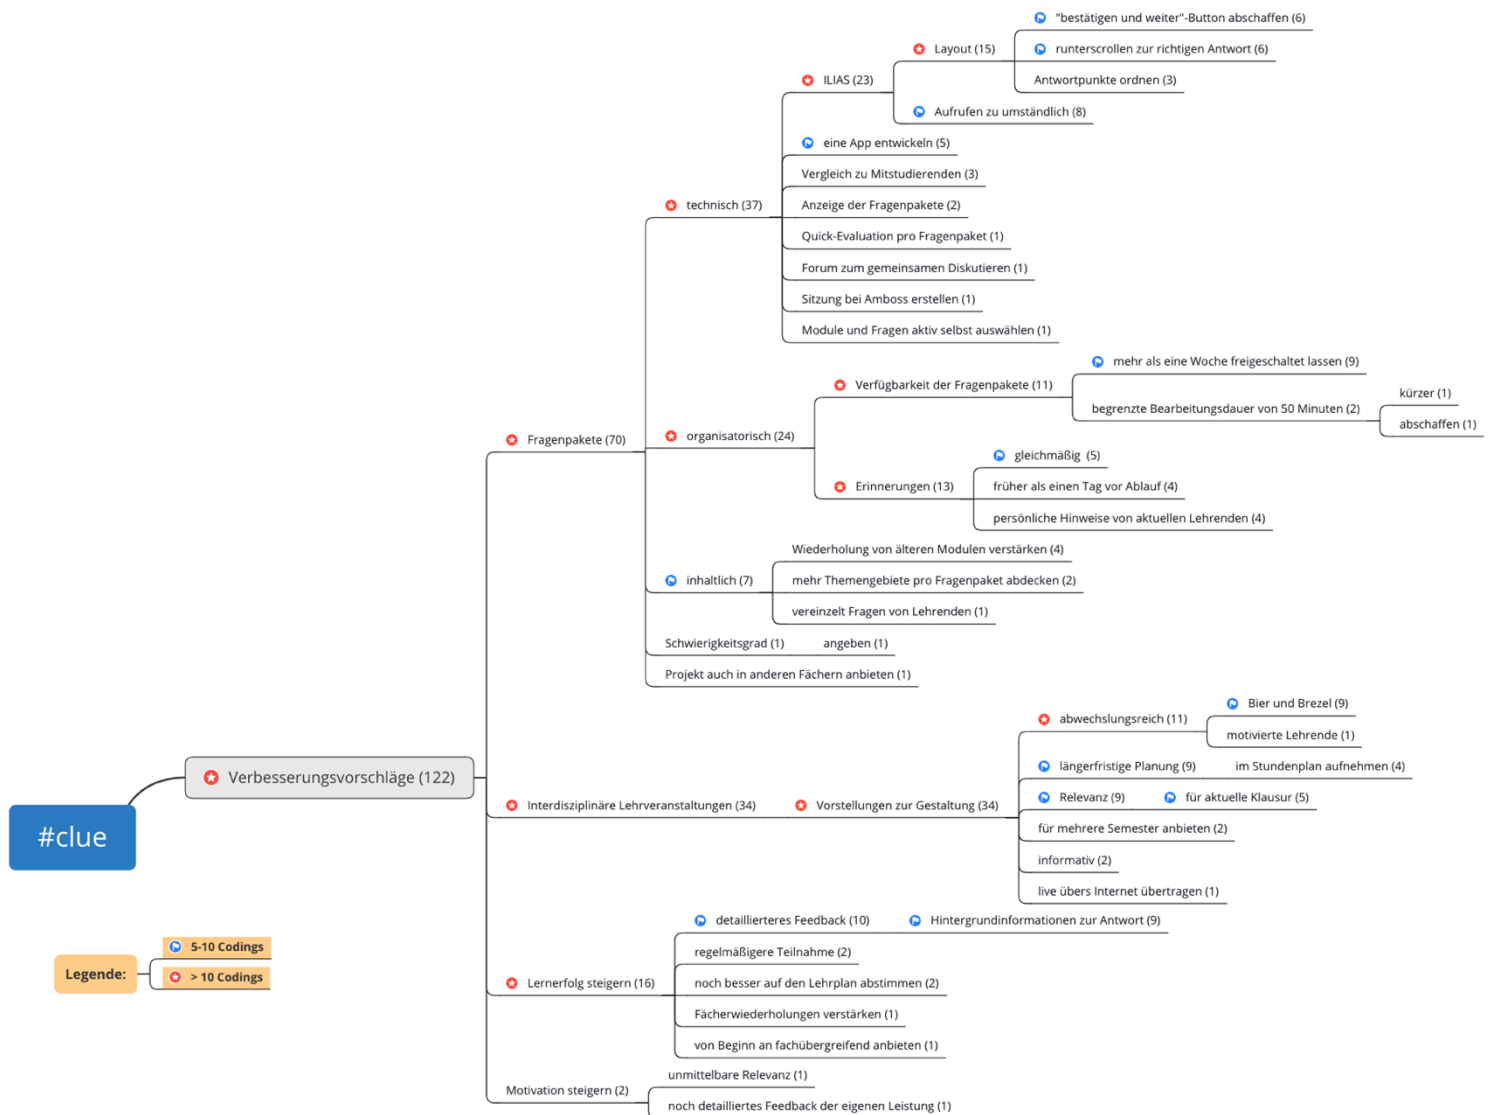 "bestätigen und weiter"-Button abschaffen (6)
Layout (15)
runterscrollen zur richtigen Antwort (6)
ILIAS (23)
Antwortpunkte ordnen (3)
Aufrufen zu umständlich (8)
eine App entwickeln (5)
Vergleich zu Mitstudierenden (3)
technisch (37)
Anzeige der Fragenpakete (2)
Quick-Evaluation pro Fragenpaket (1)
Forum zum gemeinsamen Diskutieren (1)
Sitzung bei Amboss erstellen (1)
Module und Fragen aktiv selbst auswählen (1)
mehr als eine Woche freigeschaltet lassen (9)
Verfügbarkeit der Fragenpakete (11)
kürzer (1)
begrenzte Bearbeitungsdauer von 50 Minuten (2)
abschaffen (1)
Fragenpakete (70)
organisatorisch (24)
gleichmäßig (5)
Erinnerungen (13)
früher als einen Tag vor Ablauf (4)
persönliche Hinweise von aktuellen Lehrenden (4)
Wiederholung von älteren Modulen verstärken (4)
inhaltlich (7)
mehr Themengebiete pro Fragenpaket abdecken (2)
vereinzelt Fragen von Lehrenden (1)
Schwierigkeitsgrad (1)
angeben (1)
Projekt auch in anderen Fächern anbieten (1)
Bier und Brezel (9)
abwechslungsreich (11)
motivierte Lehrende (1)
längerfristige Planung (9)
im Stundenplan aufnehmen (4)
Verbesserungsvorschläge (122)
Interdisziplinäre Lehrveranstaltungen (34)
Vorstellungen zur Gestaltung (34)
Relevanz (9)
für aktuelle Klausur (5)
für mehrere Semester anbieten (2)
#clue
informativ (2)
live übers Internet übertragen (1)
detaillierteres Feedback (10)
Hintergrundinformationen zur Antwort (9)
regelmäßigere Teilnahme (2)
Lernerfolg steigern (16)
noch besser auf den Lehrplan abstimmen (2)
Fächerwiederholungen verstärken (1)
von Beginn an fachübergreifend anbieten (1)
unmittelbare Relevanz (1)
Motivation steigern (2)
noch detailliertes Feedback der eigenen Leistung (1)
Legende:
5-10 Codings
> 10 Codings